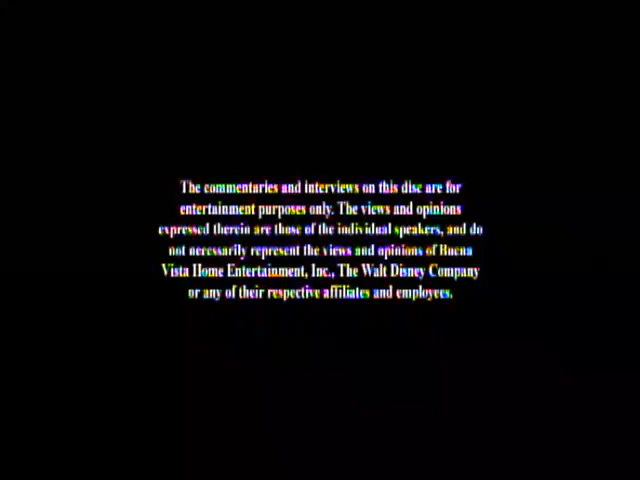 The commentaries and interviews on this disc are for
entertainment purposes only. The views and opinions
expressed therein are those of the individual speakers, and do
not necessarily represent the views and opinions of Buena
Vista Home Entertainment, Inc., The Walt Disney Company
or any of their respective affiliates and employees.